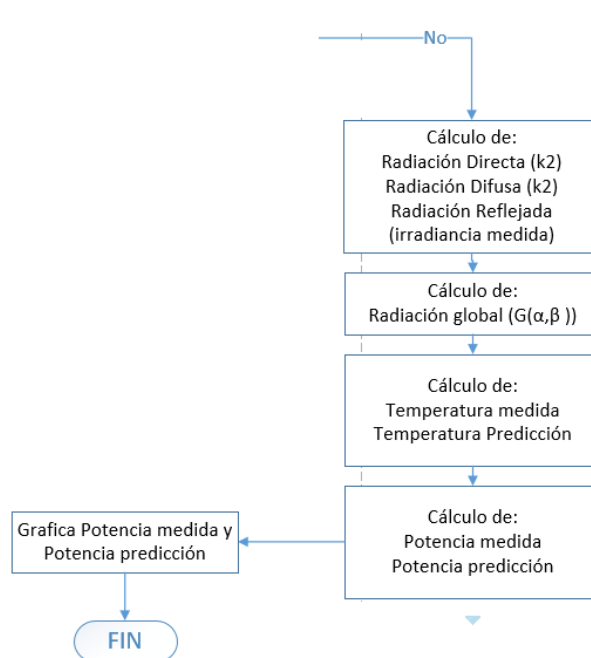 No
Cálculo de:
Radiación Directa (k2)
Radiación Difusa (k2)
Radiación Reflejada
(irradiancia medida)
Cálculo de:
Radiación global (G(α,β ))
Cálculo de:
Temperatura medida
Temperatura Predicción
Cálculo de:
Potencia medida
Potencia predicción
Grafica Potencia medida y
Potencia predicción
FIN